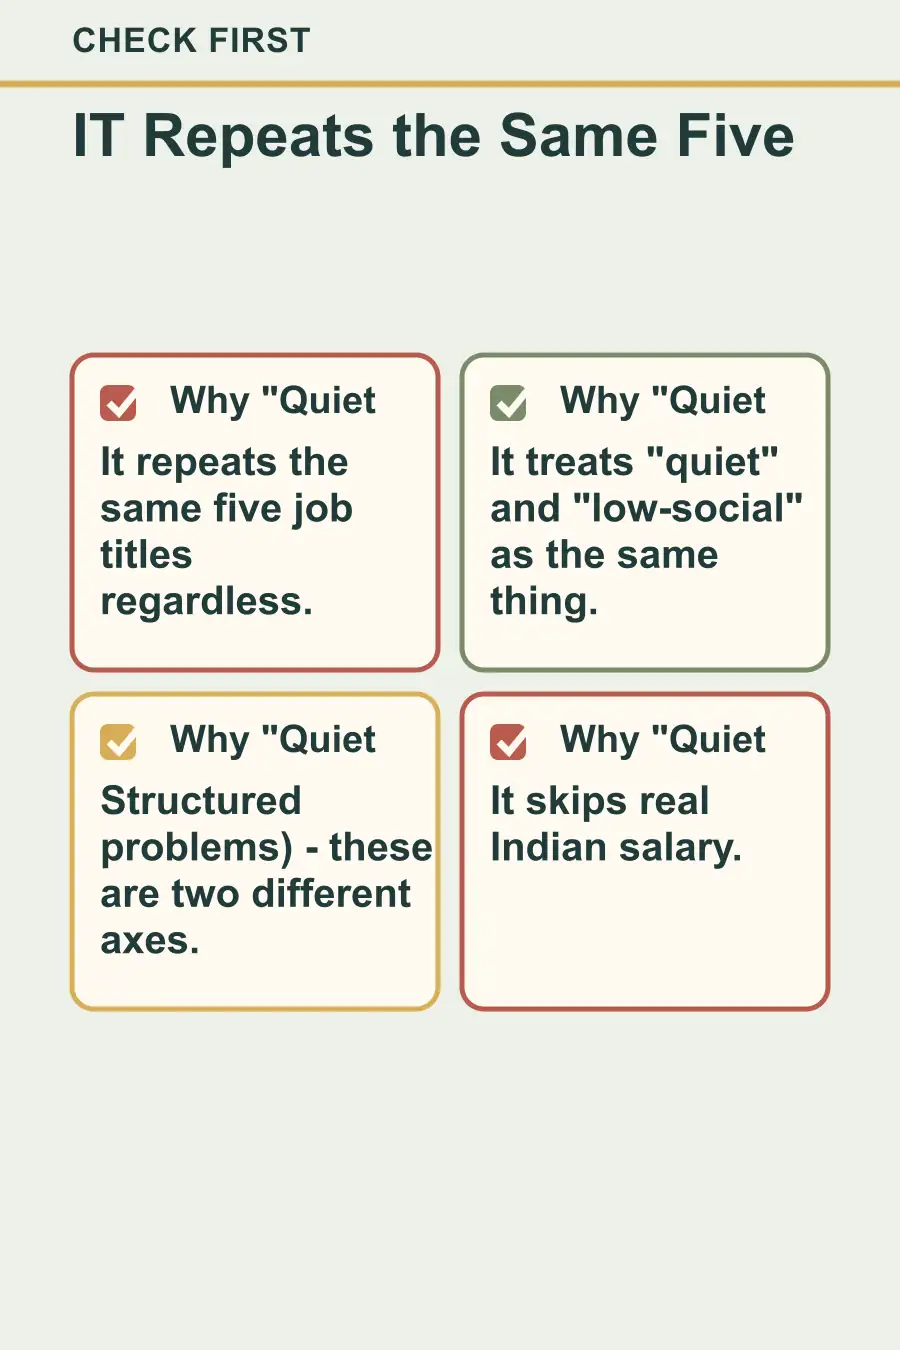 CHECK FIRST
IT Repeats the Same Five
Why "Quiet
It repeats the
same five job
titles
regardless.
Why "Quiet
It treats "quiet"
and "low-social"
as the same
thing.
Why "Quiet
Structured
problems) - these
are two different
axes.
Why "Quiet
It skips real
Indian salary.